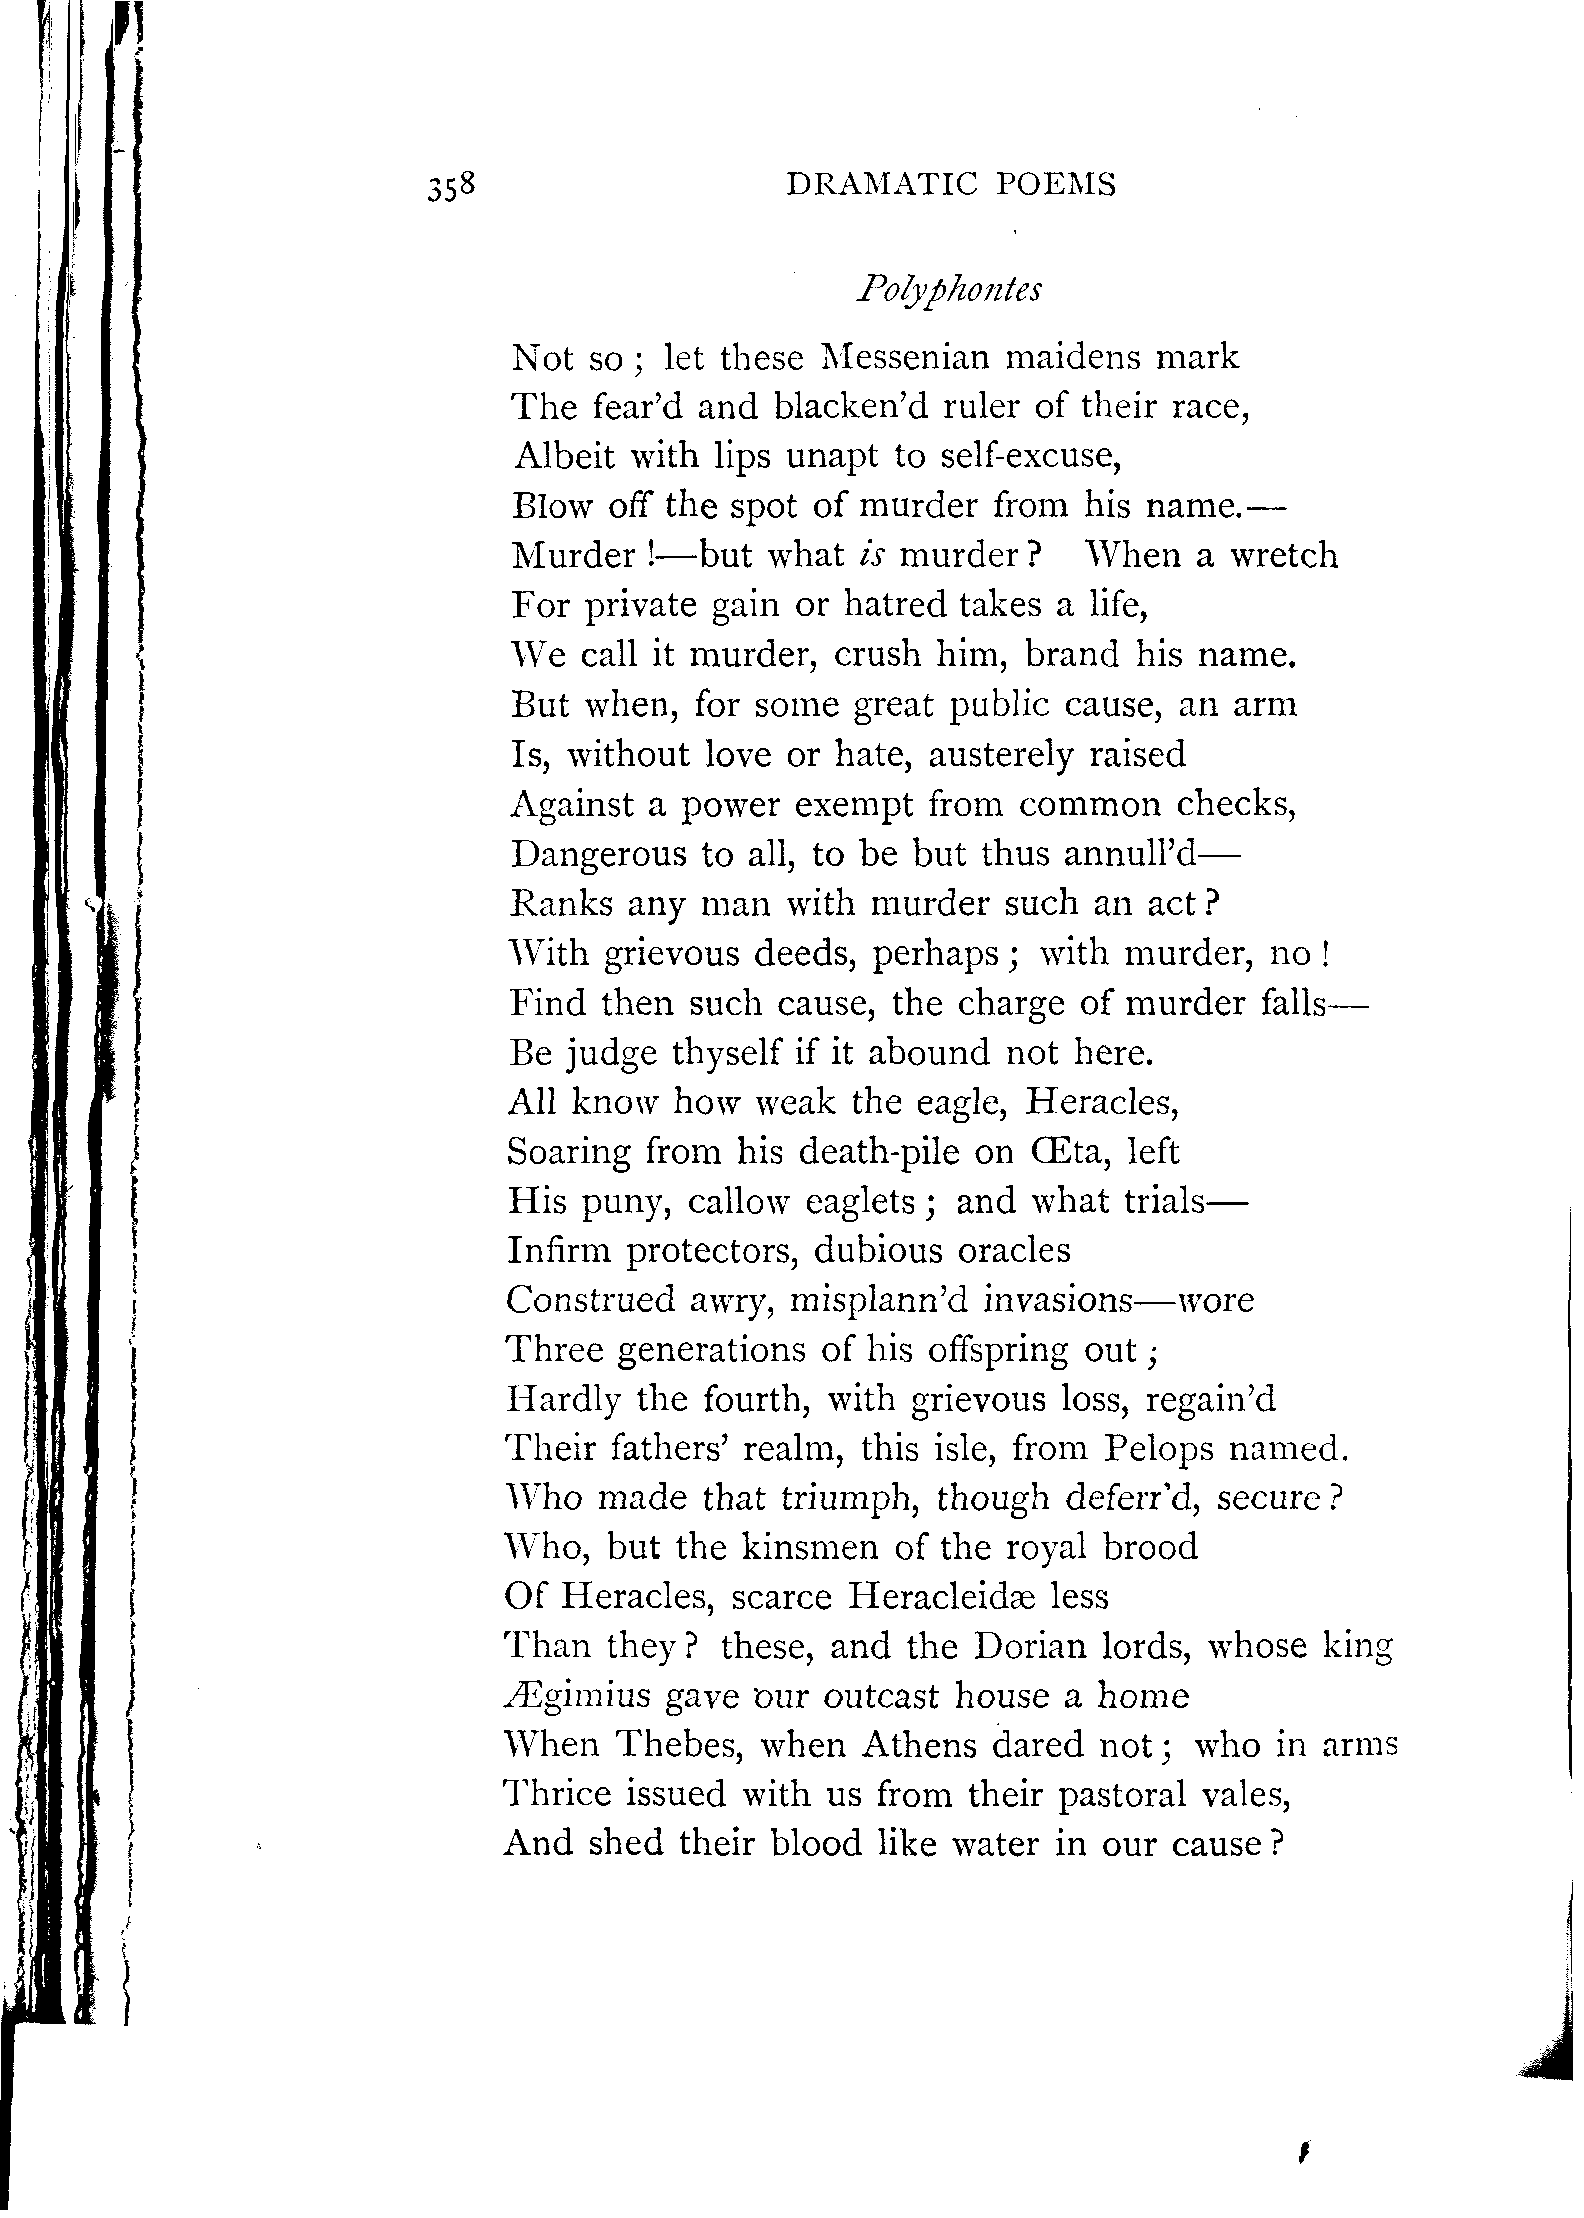 358 DRAMATIC POEMS
Polyphontes
Not so ; let these Messenian maidens mark
The fear'd and blacken'd ruler of their race,
Albeit with lips unapt to self-excuse,
Blow off the spot of murder from his name.—
Murder !—but what is murder ? When a wretch
For private gain or hatred takes a life,
We call it murder, crush him, brand his name.
But when, for some great public cause, an arm
Is, without love or hate, austerely raised
Against a power exempt from common checks,
Dangerous to all, to be but thus annull'd—
Ranks any man with murder such an act ?
With grievous deeds, perhaps ; with murder, no !
Find then such cause, the charge of murder falls—
Be judge thyself if it abound not here.
All know how weak the eagle, Heracles,
Soaring from his death-pile on Œta, left
His puny, callow eaglets ; and what trials—
Infirm protectors, dubious oracles
Construed awry, misplann'd invasions—wore
Three generations of his offspring out ;
Hardly the fourth, with grievous loss, regain'd
Their fathers' realm, this isle, from Pelops named.
Who made that triumph, though deferr'd, secure ?
Who, but the kinsmen of the royal brood
Of Heracles, scarce Heracleidæ less
Than they ? these, and the Dorian lords, whose king
Ægimius gave our outcast house a home
When Thebes, when Athens dared not ; who in arms
Thrice issued with us from their pastoral vales,
And shed their blood like water in our cause ?